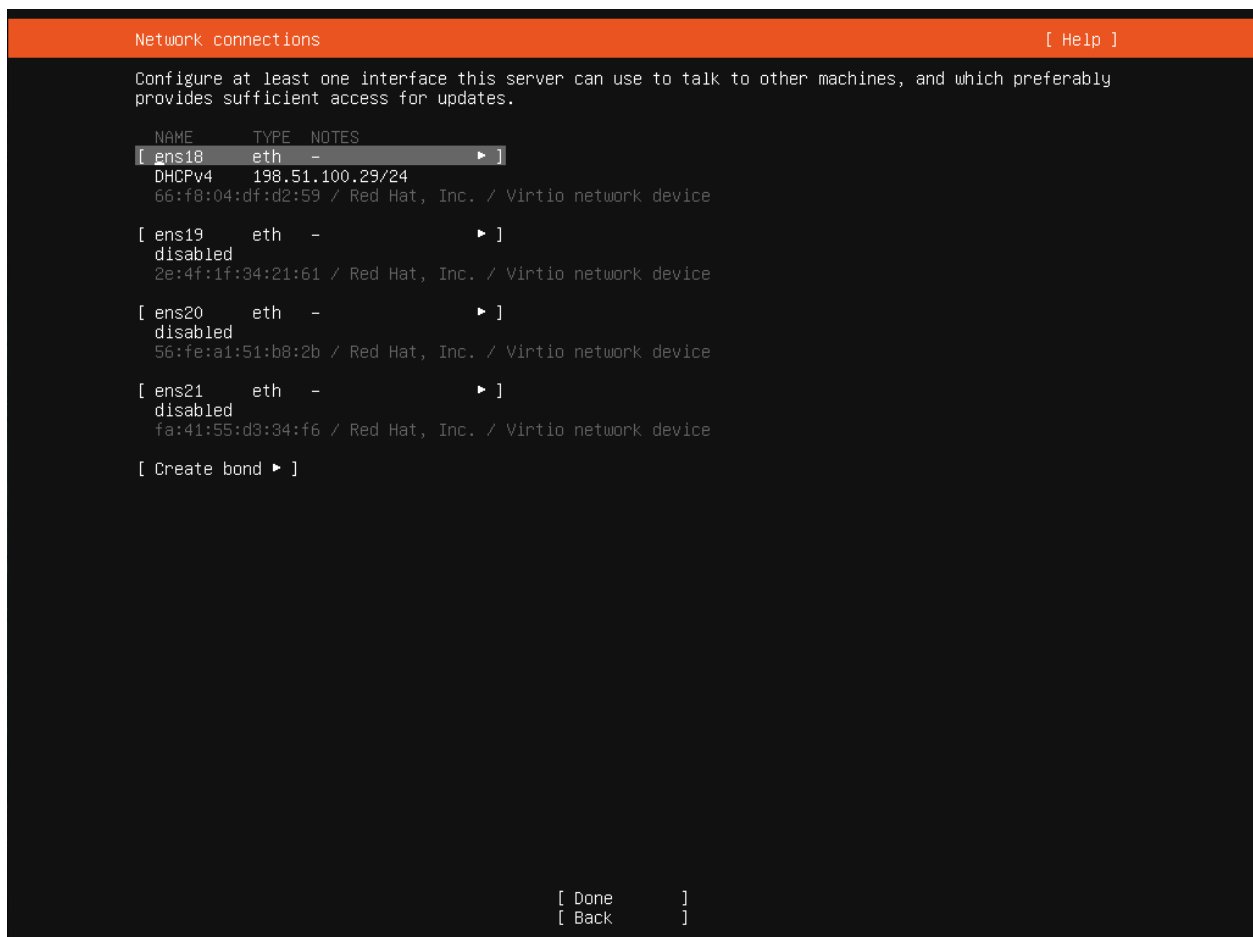 Network connections [ Help ]
Configure at least one interface this server can use to talk to other machines, and which preferably
provides sufficient access for updates.
NAME TYPE NOTES
[ ens18 eth - ▸ ]
DHCPv4 198.51.100.29/24
66:f8:04:df:d2:59 / Red Hat, Inc. / Virtio network device
[ ens19 eth - ▸ ]
disabled
2e:4f:1f:34:21:61 / Red Hat, Inc. / Virtio network device
[ ens20 eth - ▸ ]
disabled
56:fe:a1:51:b8:2b / Red Hat, Inc. / Virtio network device
[ ens21 eth - ▸ ]
disabled
fa:41:55:d3:34:f6 / Red Hat, Inc. / Virtio network device
[ Create bond ▸ ]
[ Done ]
[ Back ]